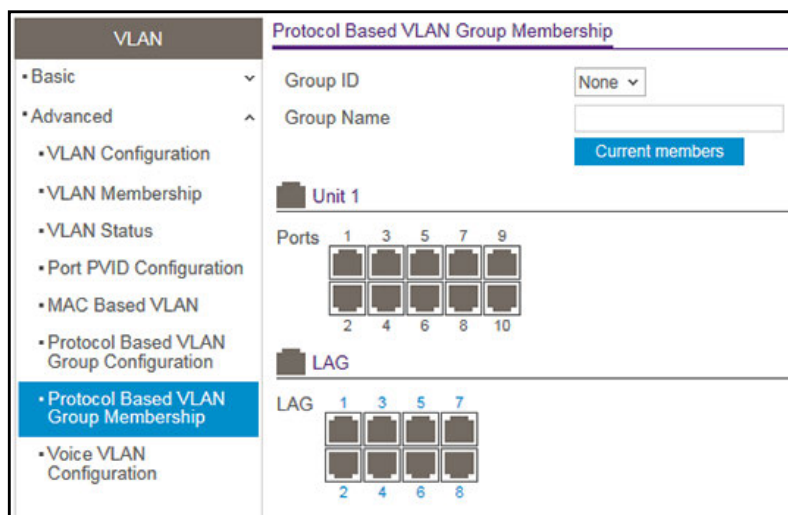 VLAN
Basic
Advanced
VLAN Configuration
VLAN Membership
VLAN Status
Port PVID Configuration
MAC Based VLAN
Protocol Based VLAN
Group Configuration
Protocol Based VLAN
Group Membership
Voice VLAN
Configuration
Protocol Based VLAN Group Membership
Group ID
None
Group Name
Current members
Unit 1
Ports 1 3 5 7 9
2 4 6 8 10
LAG
LAG 1 3 5 7
2 4 6 8